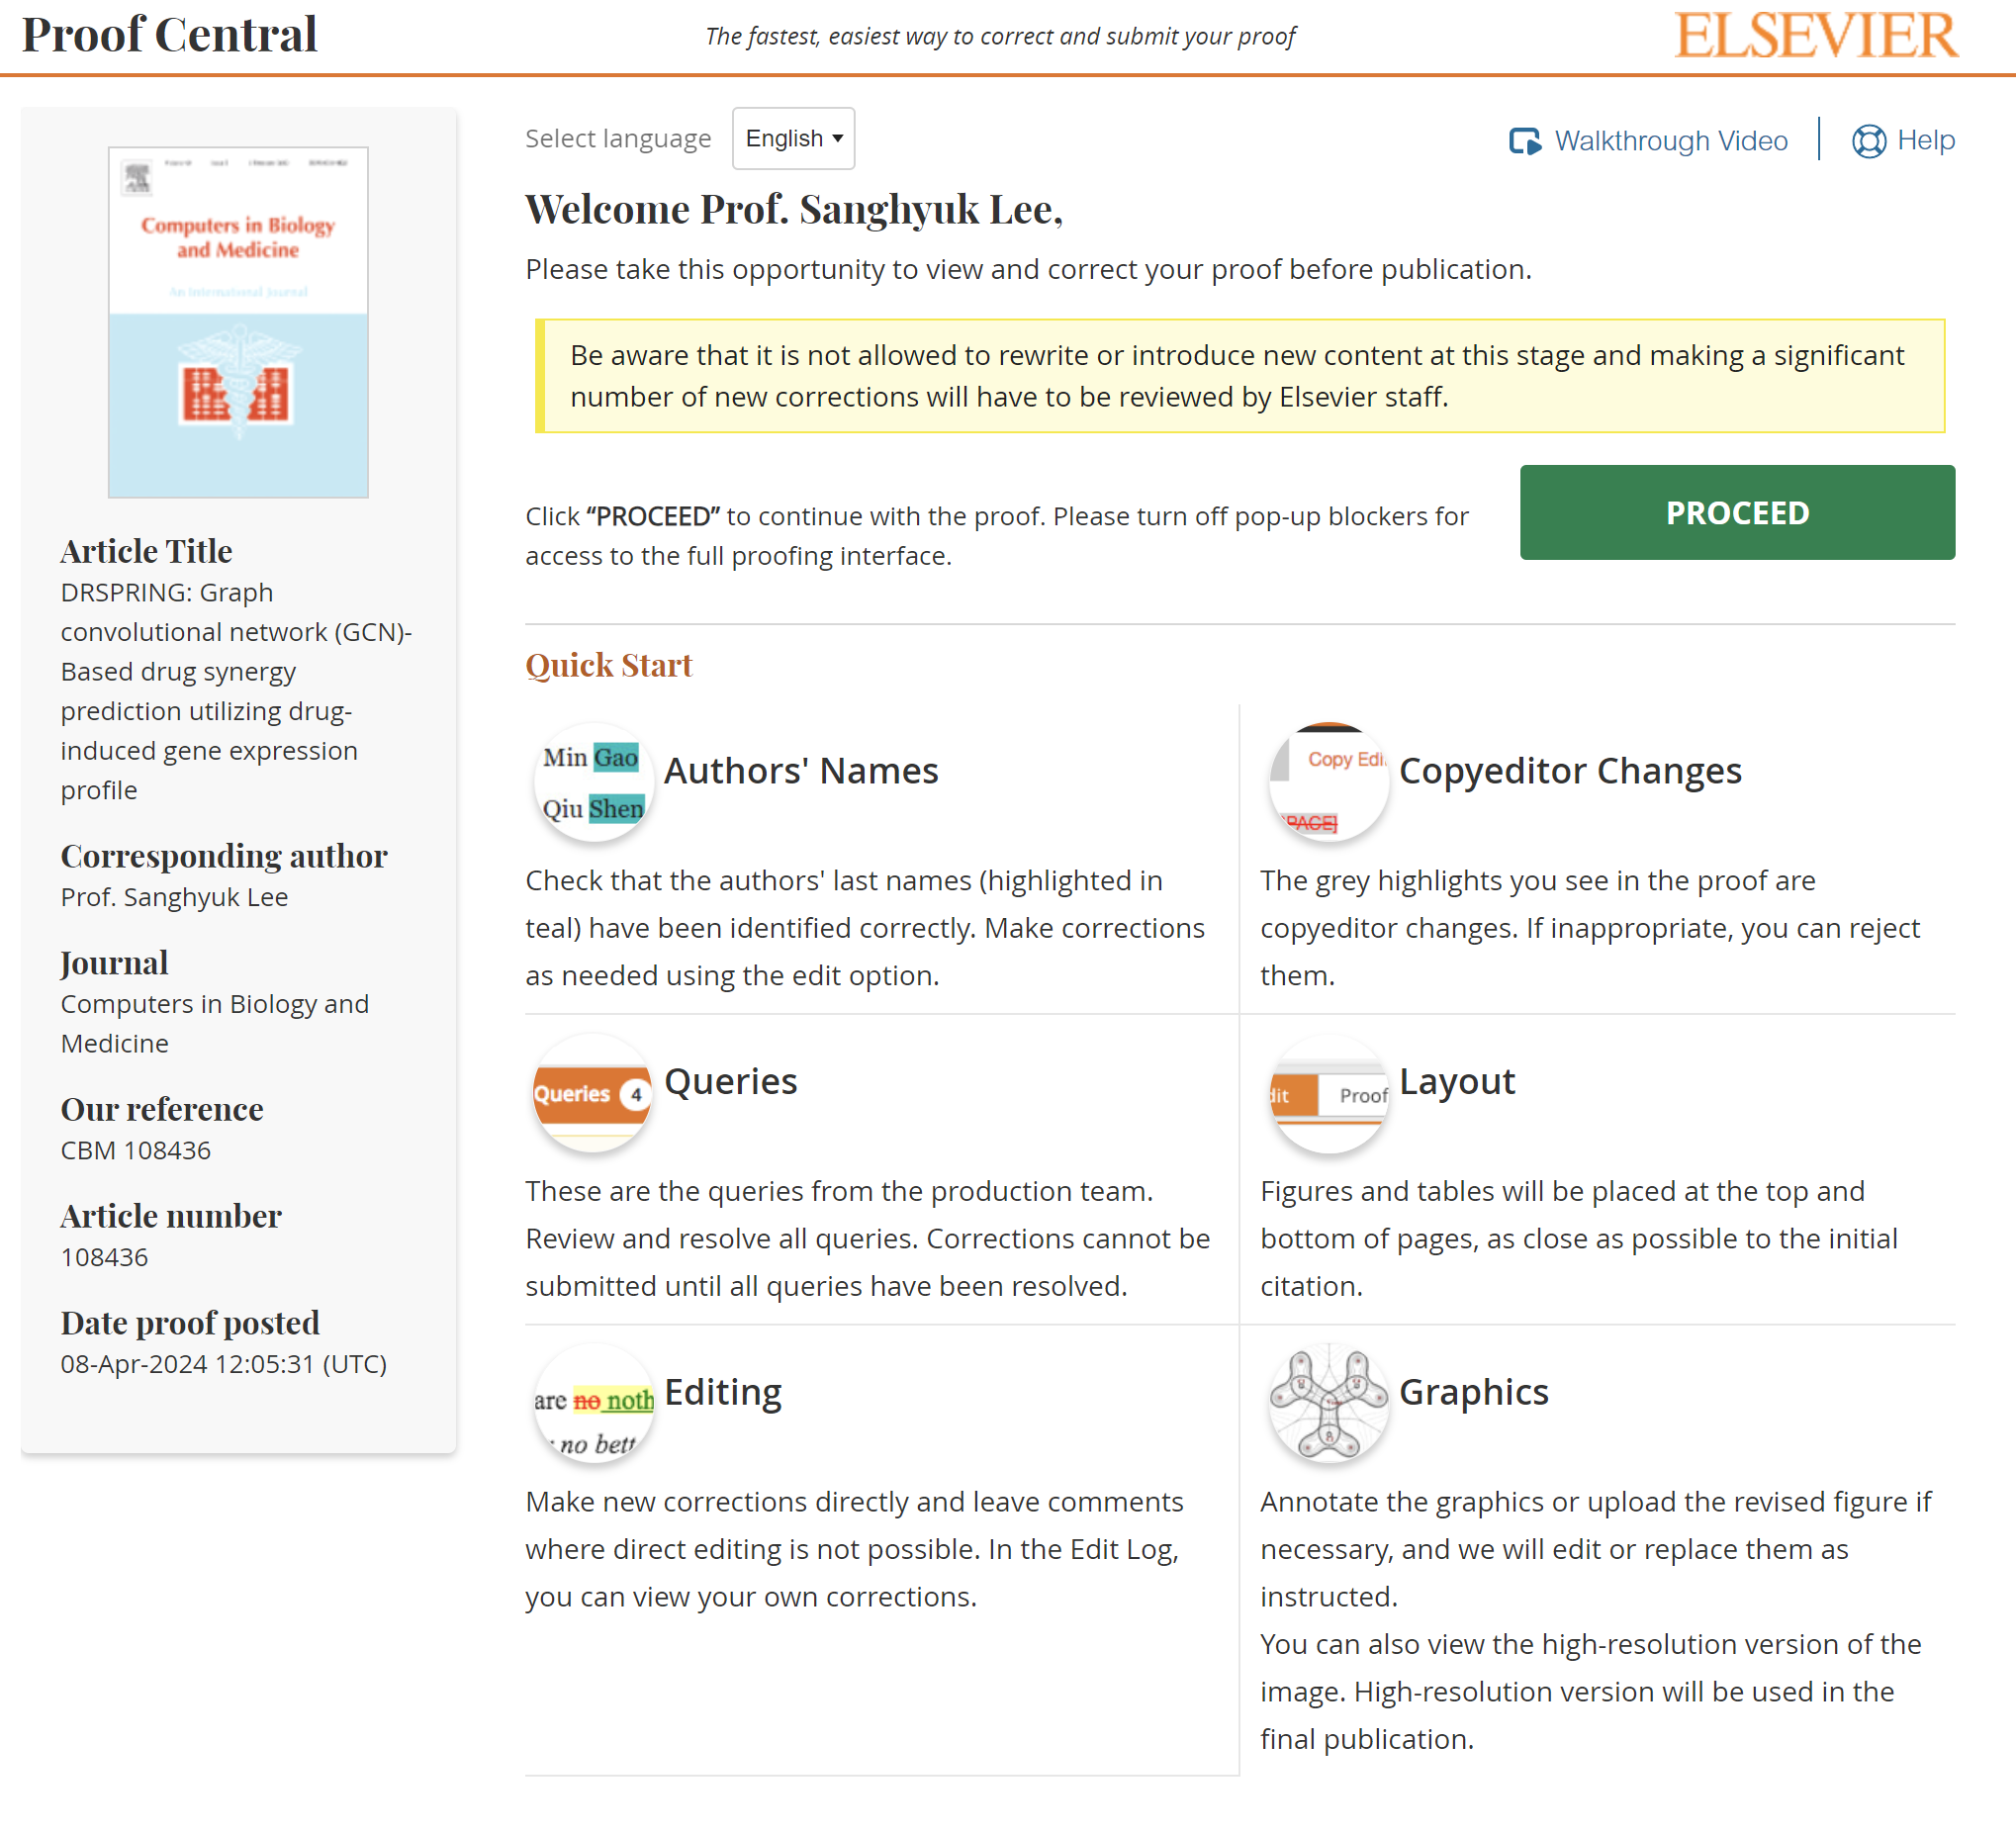 Proof Central
The fastest, easiest way to correct and submit your proof
ELSEVIER
Computers in Biology
and Medicine
An International Journal
Article Title
DRSPRING: Graph
convolutional network (GCN)-
Based drug synergy
prediction utilizing drug-
induced gene expression
profile
Corresponding author
Prof. Sanghyuk Lee
Journal
Computers in Biology and
Medicine
Our reference
CBM 108436
Article number
108436
Date proof posted
08-Apr-2024 12:05:31 (UTC)
Select language
English
Walkthrough Video
Help
Welcome Prof. Sanghyuk Lee,
Please take this opportunity to view and correct your proof before publication.
Be aware that it is not allowed to rewrite or introduce new content at this stage and making a significant
number of new corrections will have to be reviewed by Elsevier staff.
Click “PROCEED” to continue with the proof. Please turn off pop-up blockers for
access to the full proofing interface.
PROCEED
Quick Start
Min Gao
Qiu Shen
Authors' Names
Check that the authors' last names (highlighted in
teal) have been identified correctly. Make corrections
as needed using the edit option.
Copy Edi
PACE]
Copyeditor Changes
The grey highlights you see in the proof are
copyeditor changes. If inappropriate, you can reject
them.
Queries 4
Queries
These are the queries from the production team.
Review and resolve all queries. Corrections cannot be
submitted until all queries have been resolved.
dit Proof
Layout
Figures and tables will be placed at the top and
bottom of pages, as close as possible to the initial
citation.
are no noth
no bett
Editing
Make new corrections directly and leave comments
where direct editing is not possible. In the Edit Log,
you can view your own corrections.
Graphics
Annotate the graphics or upload the revised figure if
necessary, and we will edit or replace them as
instructed.
You can also view the high-resolution version of the
image. High-resolution version will be used in the
final publication.